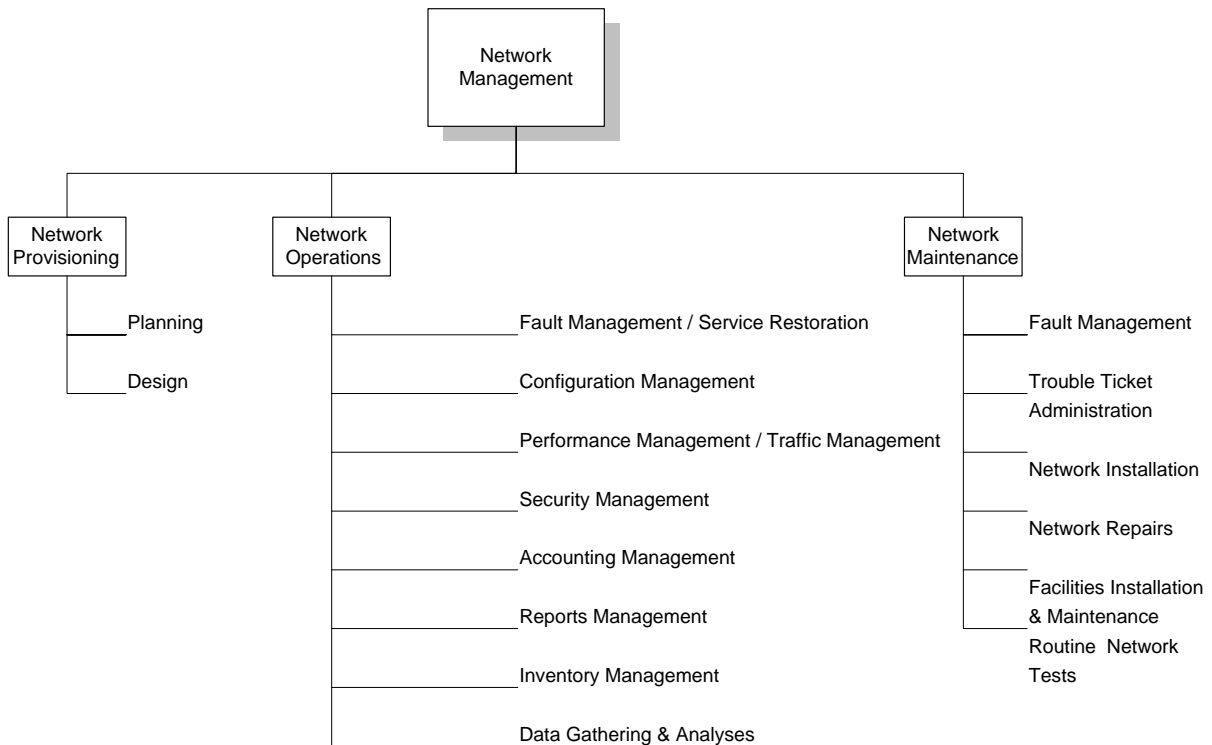 Network
Management
Network
Provisioning
Planning
Design
Network
Operations
Fault Management / Service Restoration
Configuration Management
Performance Management / Traffic Management
Security Management
Accounting Management
Reports Management
Inventory Management
Data Gathering & Analyses
Network
Maintenance
Fault Management
Trouble Ticket
Administration
Network Installation
Network Repairs
Facilities Installation
& Maintenance
Routine Network
Tests